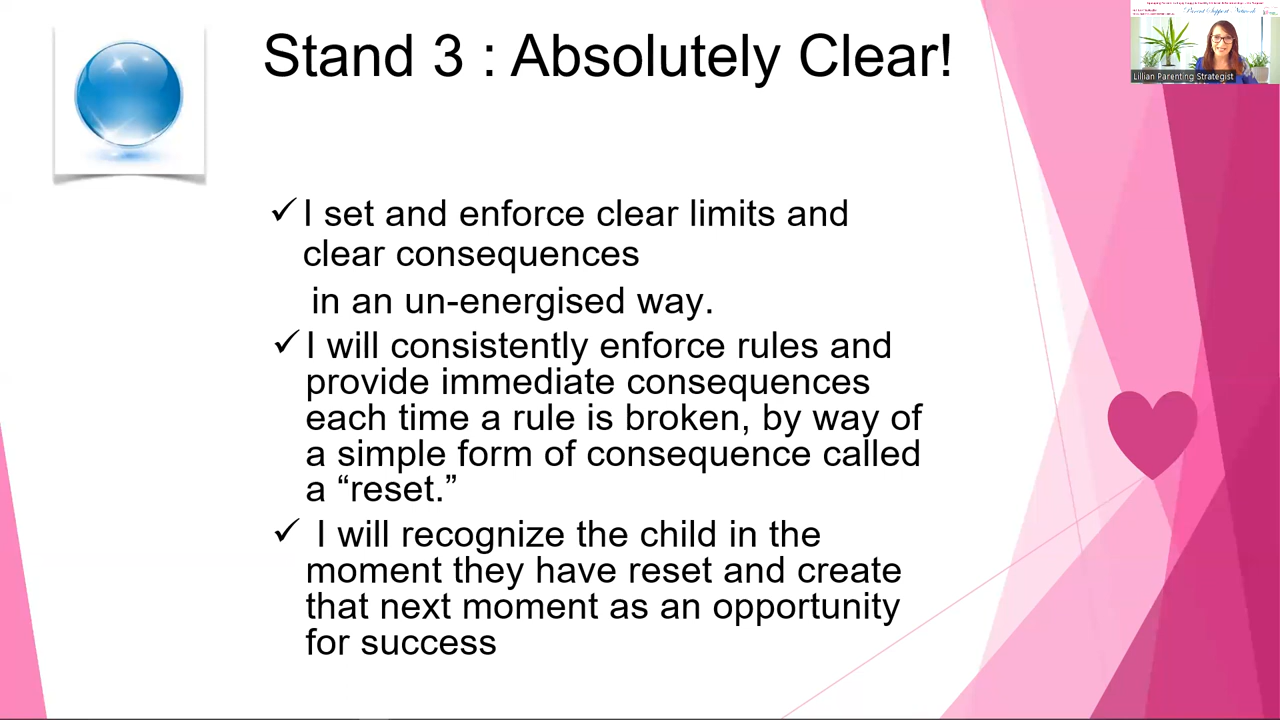 Stand 3 : Absolutely Clear!
Parent Support Network
Lillian Parenting Strategist
✓ I set and enforce clear limits and
clear consequences
in an un-energised way.
✓ I will consistently enforce rules and
provide immediate consequences
each time a rule is broken, by way of
a simple form of consequence called
a “reset.”
✓ I will recognize the child in the
moment they have reset and create
that next moment as an opportunity
for success